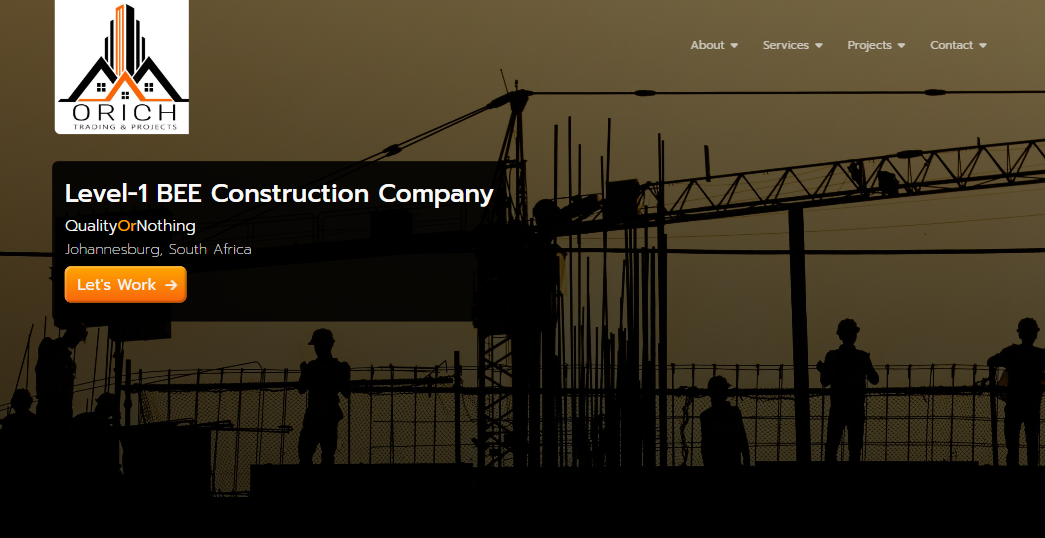 ORICH
TRADING & PROJECTS
About
Services
Projects
Contact
Level-1 BEE Construction Company
QualityOrNothing
Johannesburg, South Africa
Let's Work